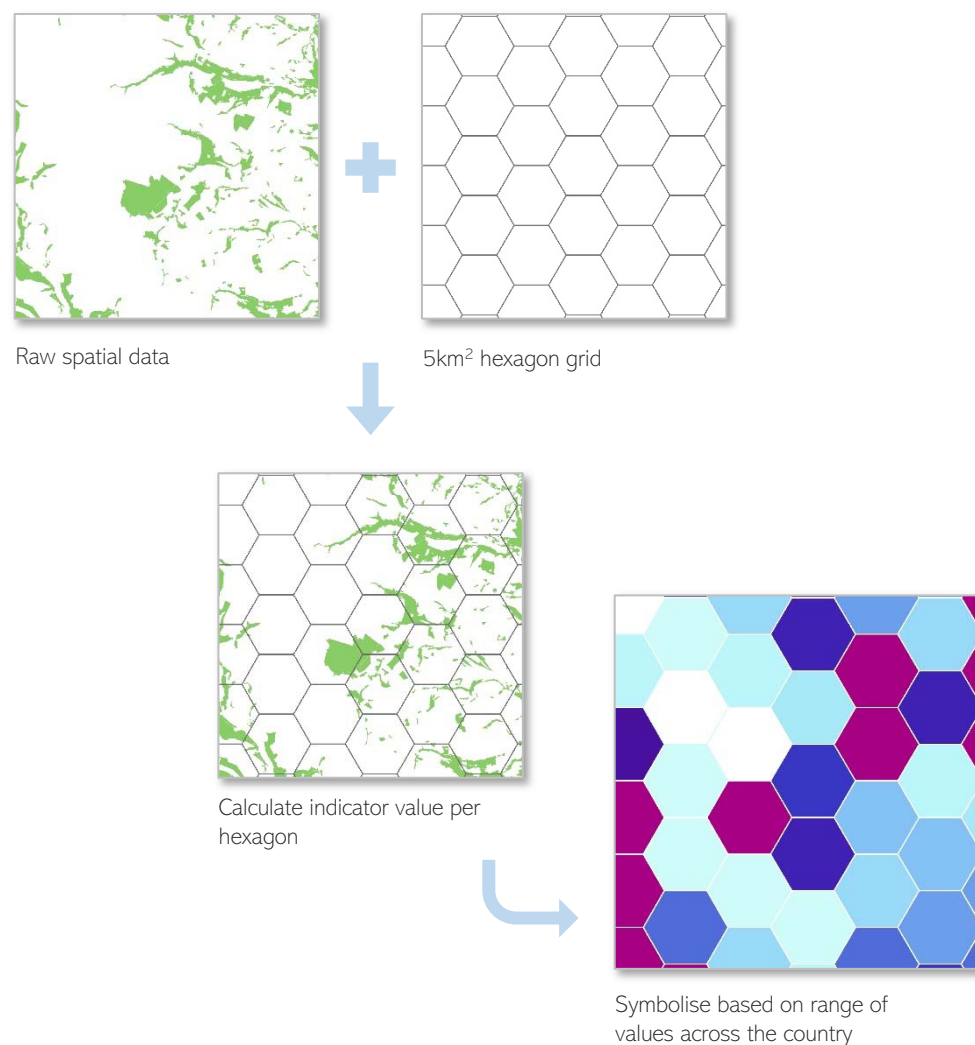 Raw spatial data
5km² hexagon grid
Calculate indicator value per
hexagon
Symbolise based on range of
values across the country